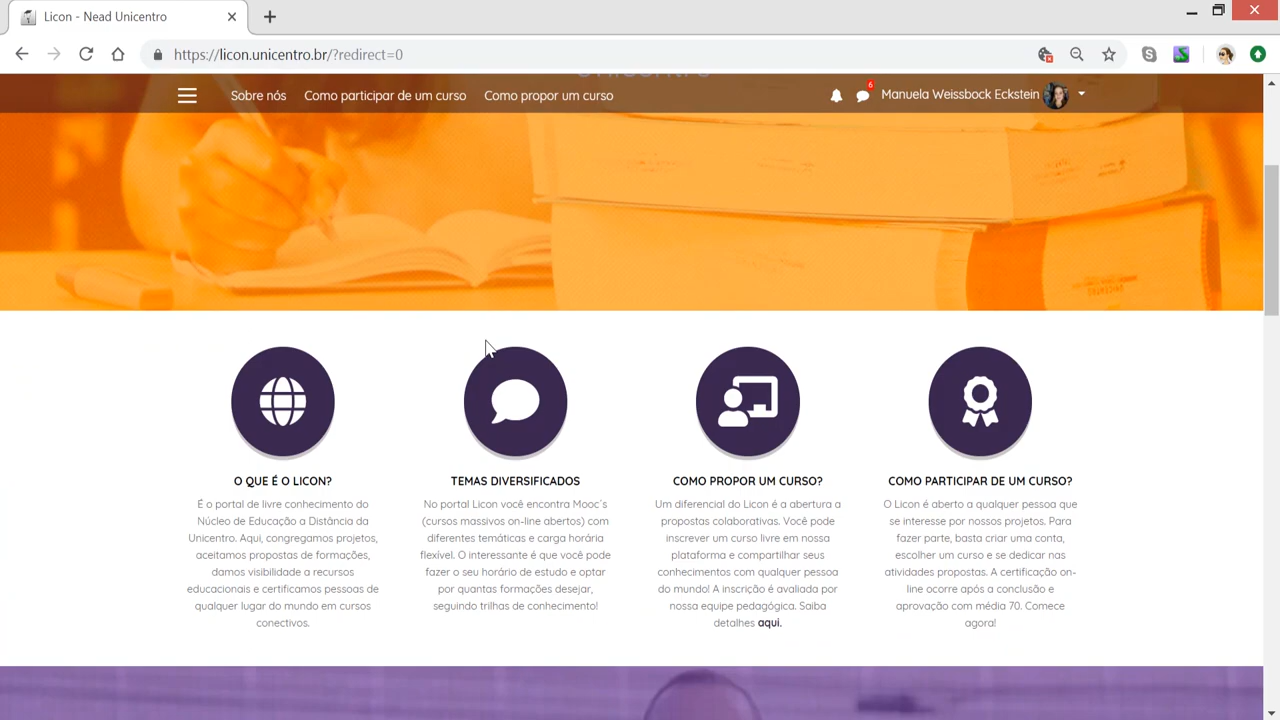 Licon - Nead Unicentro
https://licon.unicentro.br/?redirect=0
Unicentro
Sobre nós Como participar de um curso Como propor um curso 6 Manuela Weissbock Eckstein
O QUE É O LICON?
É o portal de livre conhecimento do
Núcleo de Educação a Distância da
Unicentro. Aqui, congregamos projetos,
aceitamos propostas de formações,
damos visibilidade a recursos
educacionais e certificamos pessoas de
qualquer lugar do mundo em cursos
conectivos.
TEMAS DIVERSIFICADOS
No portal Licon você encontra Mooc´s
(cursos massivos on-line abertos) com
diferentes temáticas e carga horária
flexível. O interessante é que você pode
fazer o seu horário de estudo e optar
por quantas formações desejar,
seguindo trilhas de conhecimento!
COMO PROPOR UM CURSO?
Um diferencial do Licon é a abertura a
propostas colaborativas. Você pode
inscrever um curso livre em nossa
plataforma e compartilhar seus
conhecimentos com qualquer pessoa
do mundo! A inscrição é avaliada por
nossa equipe pedagógica. Saiba
detalhes aqui.
COMO PARTICIPAR DE UM CURSO?
O Licon é aberto a qualquer pessoa que
se interesse por nossos projetos. Para
fazer parte, basta criar uma conta,
escolher um curso e se dedicar nas
atividades propostas. A certificação on-
line ocorre após a conclusão e
aprovação com média 70. Comece
agora!